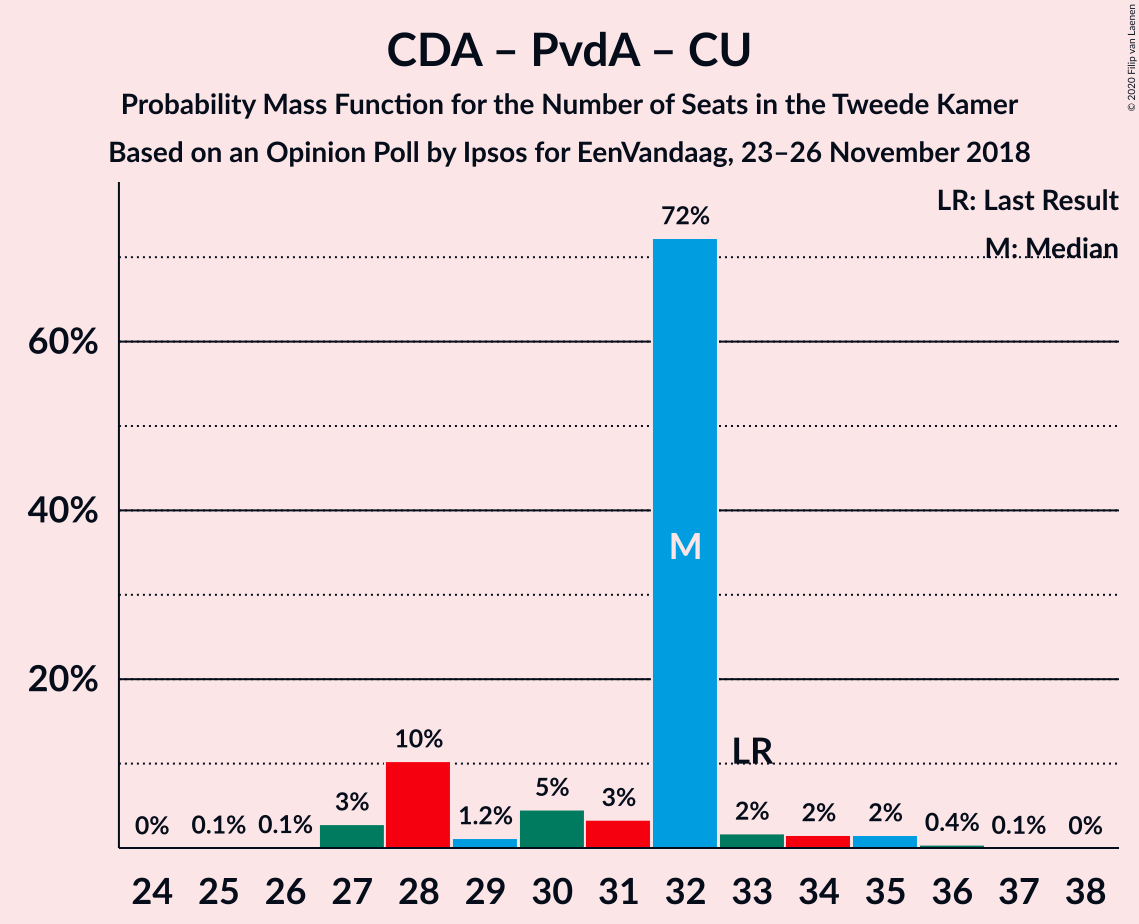 CDA – PvdA – CU
Probability Mass Function for the Number of Seats in the Tweede Kamer
Based on an Opinion Poll by Ipsos for EenVandaag, 23–26 November 2018
© 2020 Filip van Laenen
LR: Last Result
M: Median
60%
40%
20%
0%
0.1%
0.1%
3%
10%
1.2%
5%
3%
72%
M
LR
2%
2%
2%
0.4%
0.1%
0%
24 25 26 27 28 29 30 31 32 33 34 35 36 37 38